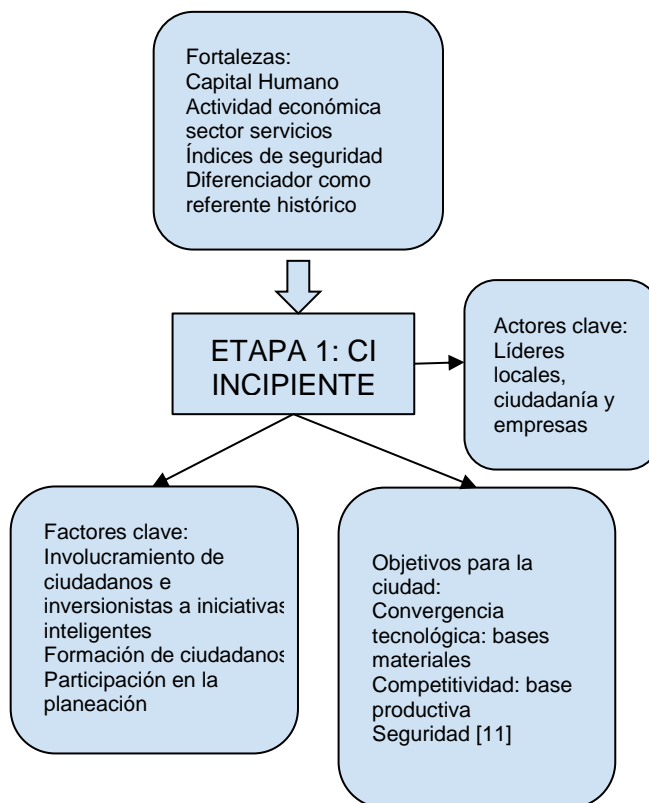 Fortalezas:
Capital Humano
Actividad económica
sector servicios
Índices de seguridad
Diferenciador como
referente histórico
ETAPA 1: CI
INCIPIENTE
Actores clave:
Líderes
locales,
ciudadanía y
empresas
Factores clave:
Involucramiento de
ciudadanos e
inversionistas a iniciativas
inteligentes
Formación de ciudadanos
Participación en la
planeación
Objetivos para la
ciudad:
Convergencia
tecnológica: bases
materiales
Competitividad: base
productiva
Seguridad [11]